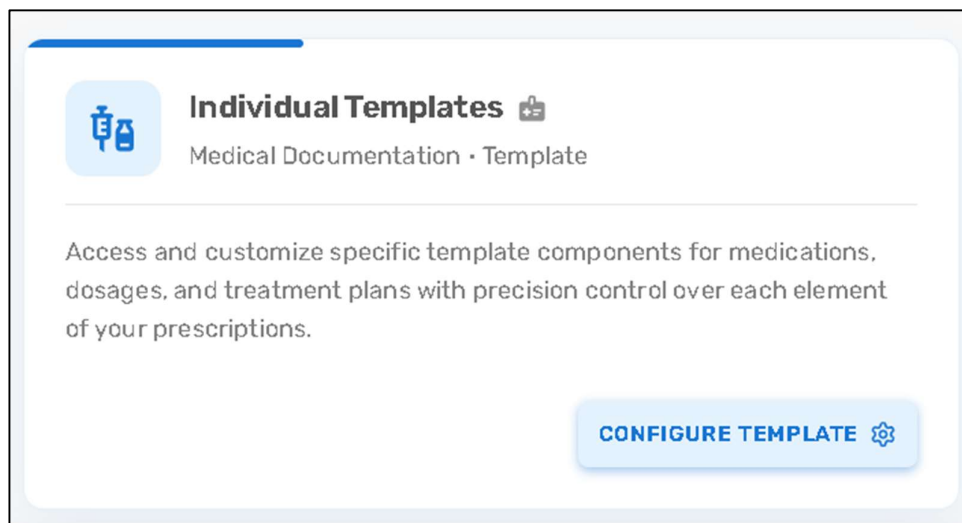 Individual Templates
Medical Documentation · Template
Access and customize specific template components for medications,
dosages, and treatment plans with precision control over each element
of your prescriptions.
CONFIGURE TEMPLATE